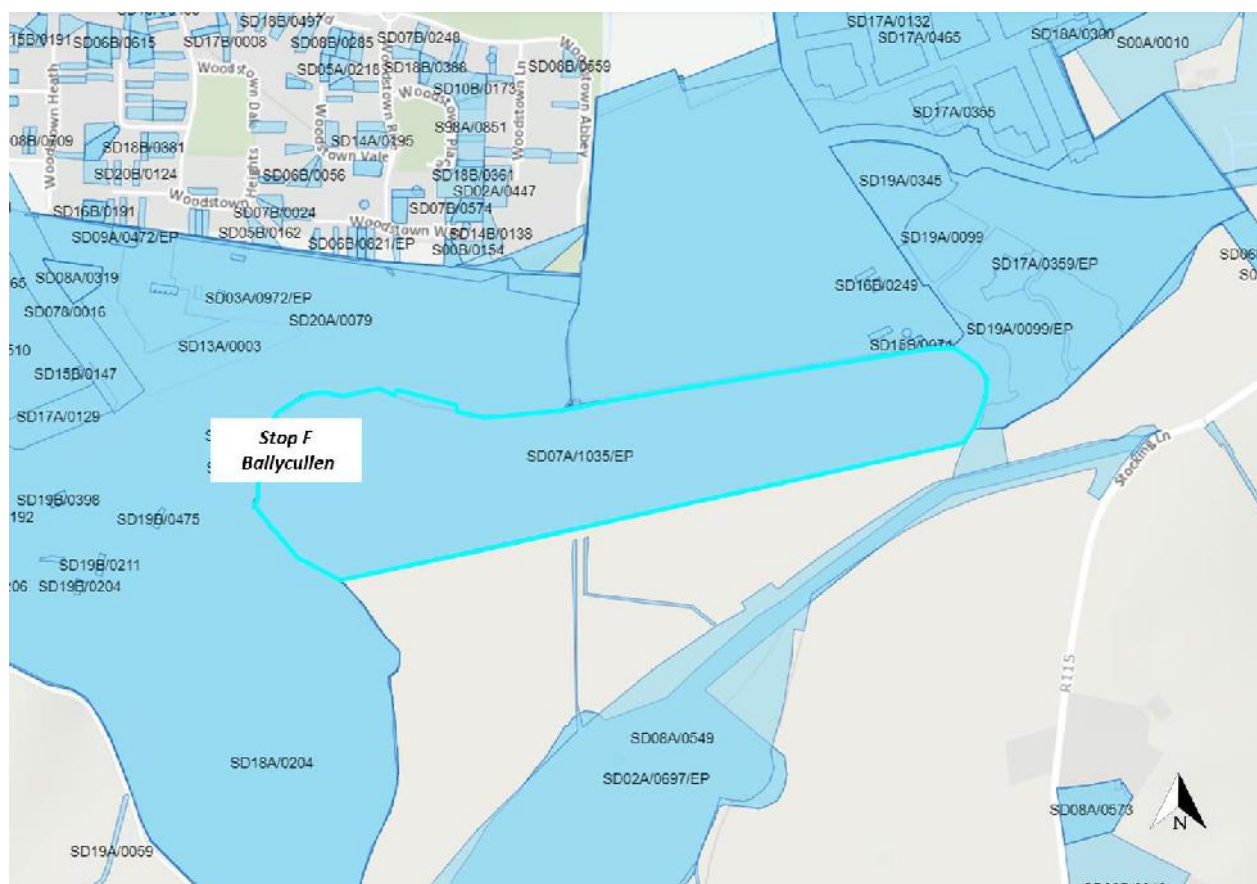 SD18B/0497
15B/0191
SD06B/0615
SD17B/0008
SD08B/0285
SD07B/0248
SD17A/0132
SD17A/0465
SD18A/0300
S00A/0010
SD05A/0218
SD18B/0388
SD08B/0559
Woodstown Heath
Woodstown Dale
SD10B/0173
SD17A/0355
S98A/0851
Woodstown Ln
Woodstown Abbey
SD18B/0381
SD14A/0195
Woodstown Vale
SD20B/0124
Heights
SD06B/0056
SD18B/0361
SD02A/0447
SD19A/0345
Woodstown
SD16B/0191
SD07B/0024
SD07B/0574
SD09A/0472/EP
SD05B/0162
SD06B/0821/EP
SD14B/0138
S00B/0154
SD19A/0099
SD08A/0319
SD17A/0359/EP
SD03A/0972/EP
SD16B/0249
SD20A/0079
SD13A/0003
SD19A/0099/EP
510
SD15B/0147
SD17A/0129
Stop F
Ballycullen
SD07A/1035/EP
Stocking Ln
SD19B/0398
192
SD19B/0475
SD19B/0211
SD19B/0204
R115
SD08A/0549
SD18A/0204
SD02A/0697/EP
SD08A/0573
N
SD19A/0059